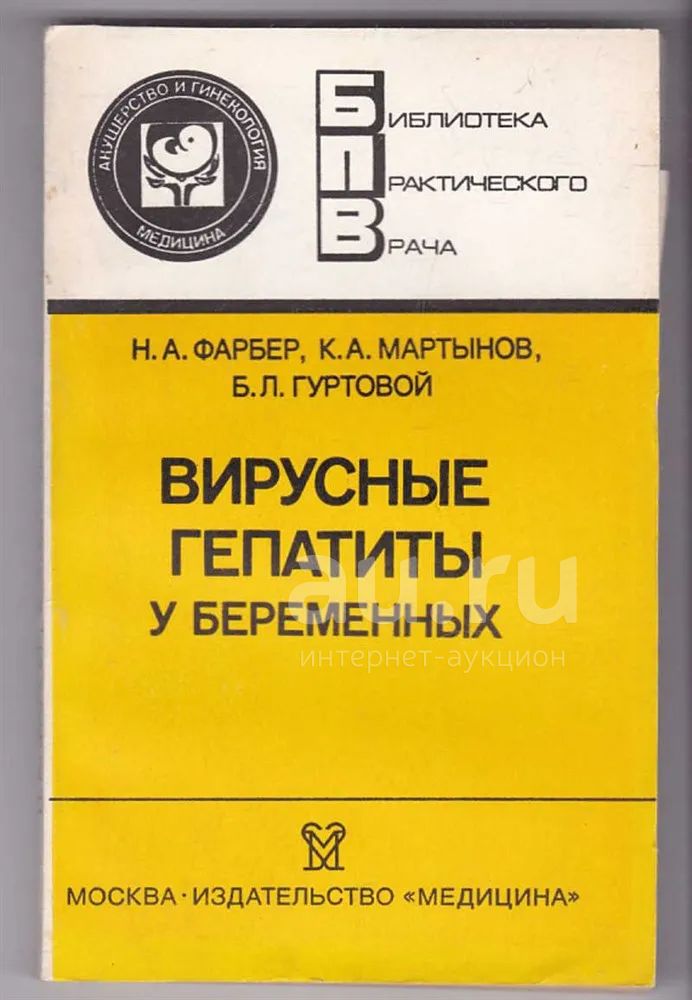 АКУШЕРСТВО И ГИНЕКОЛОГИЯ
МЕДИЦИНА
БИБЛИОТЕКА
ПРАКТИЧЕСКОГО
ВРАЧА
Н. А. ФАРБЕР, К. А. МАРТЫНОВ,
Б. Л. ГУРТОВОЙ
ВИРУСНЫЕ
ГЕПАТИТЫ
У БЕРЕМЕННЫХ
au.ru
интернет-аукцион
МОСКВА · ИЗДАТЕЛЬСТВО «МЕДИЦИНА»